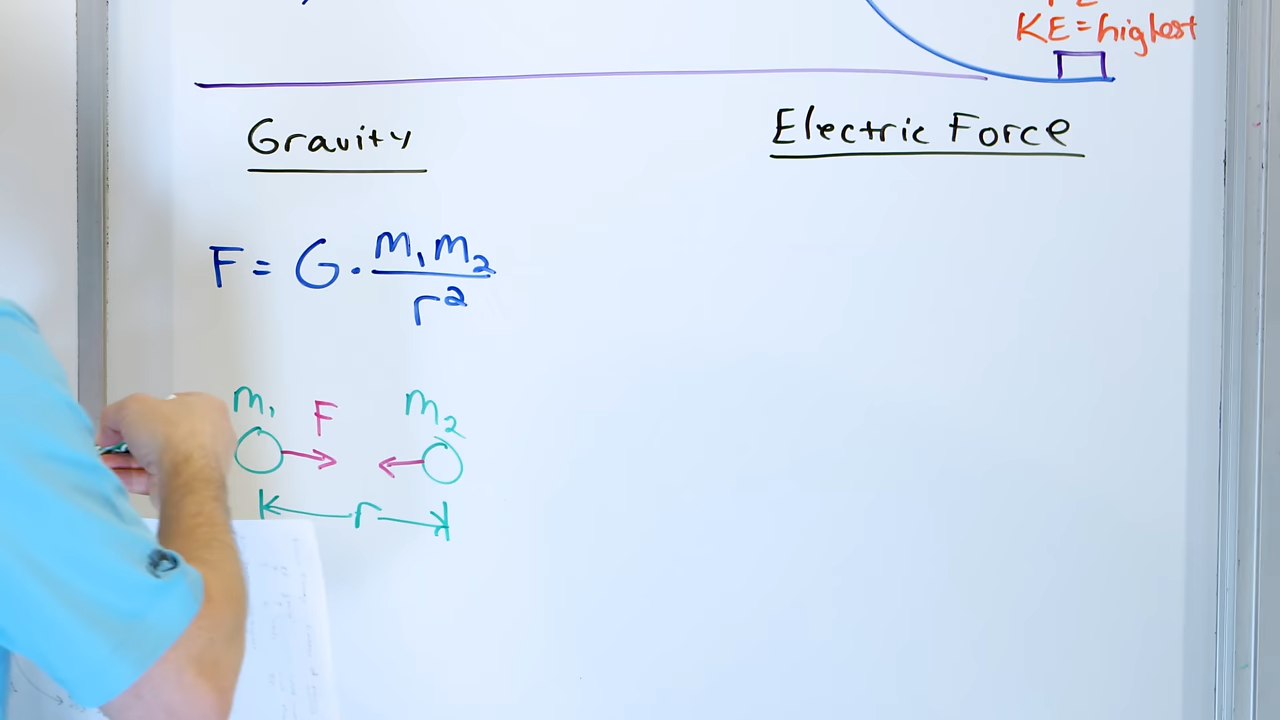 KE = highest
Gravity
Electric Force
F = G · m₁m₂ / r²
m₁ F m₂
r